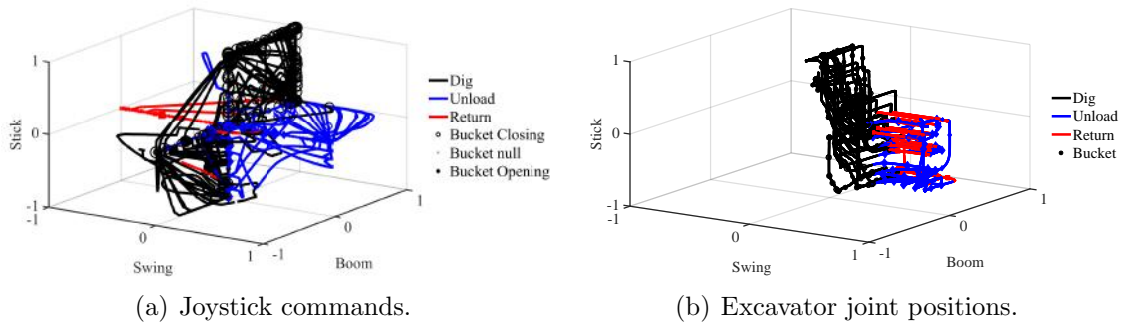 1
0
-1
-1
0
1
-1
0
1
Stick
Swing
Boom
Dig
Unload
Return
Bucket Closing
Bucket null
Bucket Opening
(a) Joystick commands.
1
0
-1
-1
0
1
-1
0
1
Stick
Swing
Boom
Dig
Unload
Return
Bucket
(b) Excavator joint positions.